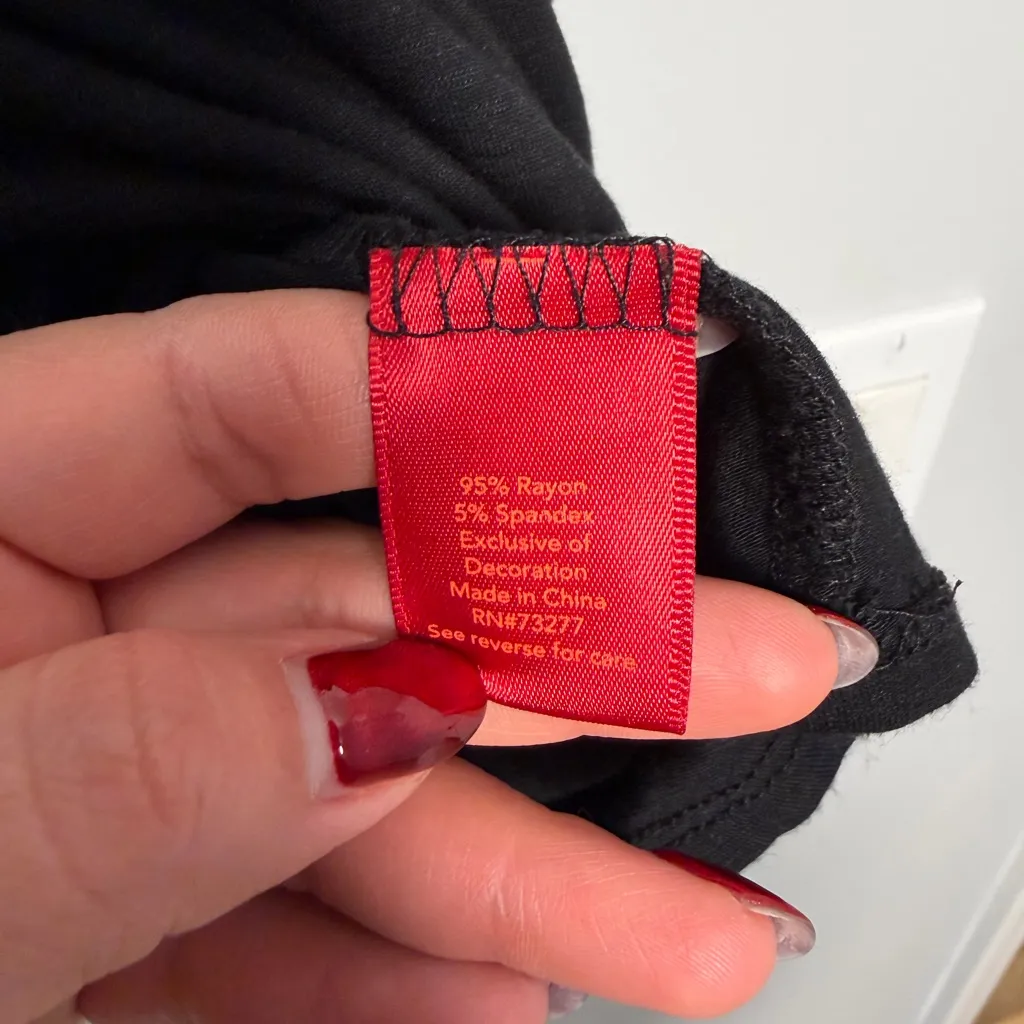 95% Rayon
5% Spandex
Exclusive of
Decoration
Made in China
RN#73277
See reverse for care